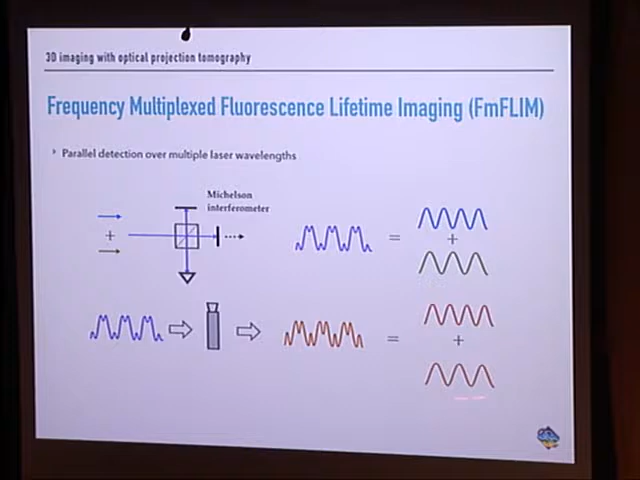 3D imaging with optical projection tomography
Frequency Multiplexed Fluorescence Lifetime Imaging (FmFLIM)
Parallel detection over multiple laser wavelengths
Michelson
interferometer
+
=
+
=
+